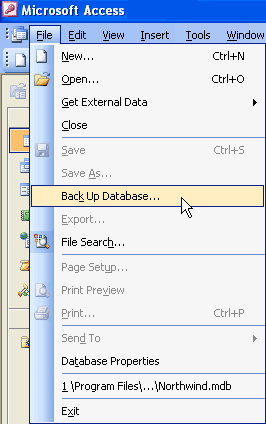 Microsoft Access
File Edit View Insert Tools Window
New... Ctrl+N
Open... Ctrl+O
Get External Data
Close
Save Ctrl+S
Save As...
Back Up Database...
Export...
File Search...
Page Setup...
Print Preview
Print... Ctrl+P
Send To
Database Properties
1 \Program Files\...\Northwind.mdb
Exit